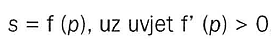 s = f (p), uz uvjet f' (p) > 0